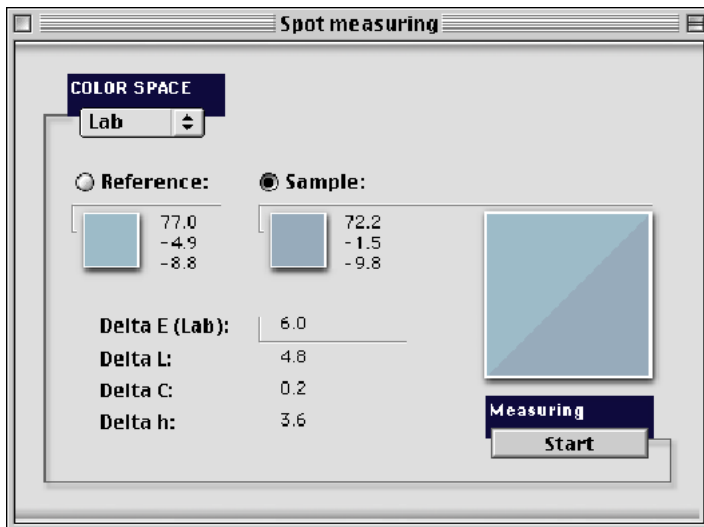 Spot measuring
COLOR SPACE
Lab
Reference: Sample:
77.0 72.2
-4.9 -1.5
-8.8 -9.8
Delta E (Lab): 6.0
Delta L: 4.8
Delta C: 0.2
Delta h: 3.6
Measuring
Start